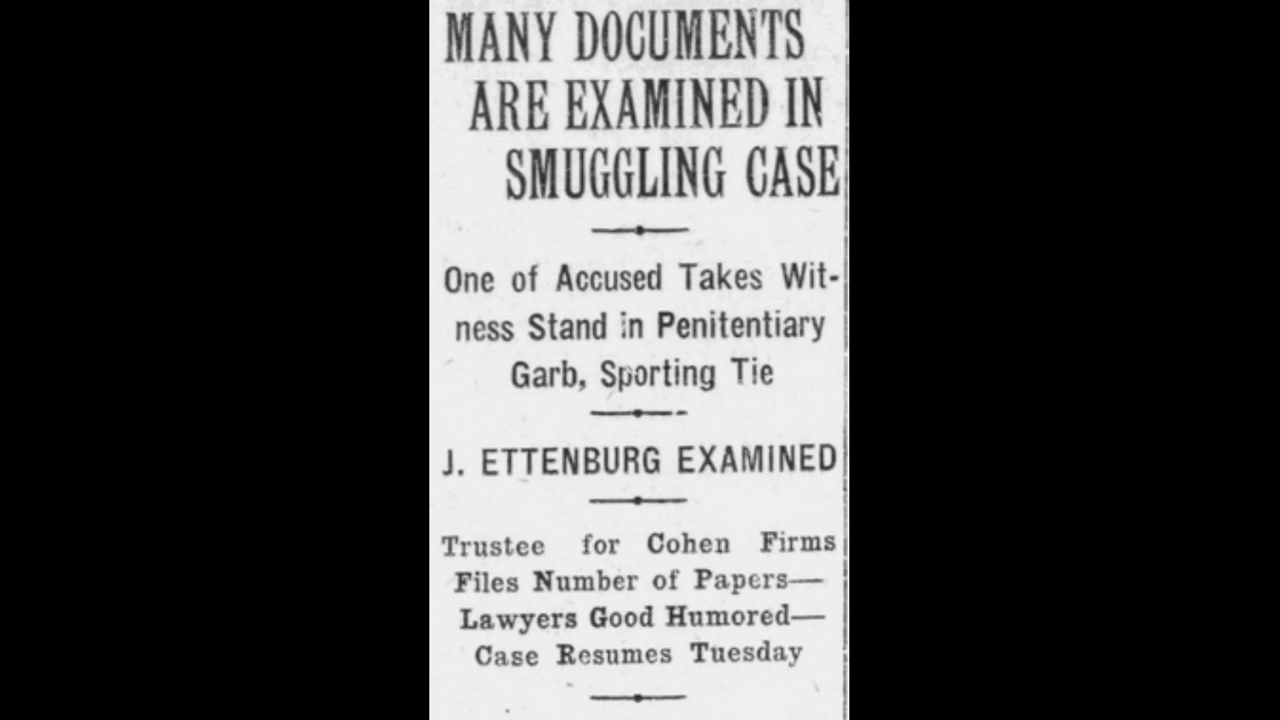 MANY DOCUMENTS
ARE EXAMINED IN
SMUGGLING CASE
One of Accused Takes Wit-
ness Stand in Penitentiary
Garb, Sporting Tie
J. ETTENBURG EXAMINED
Trustee for Cohen Firms
Files Number of Papers—
Lawyers Good Humored—
Case Resumes Tuesday